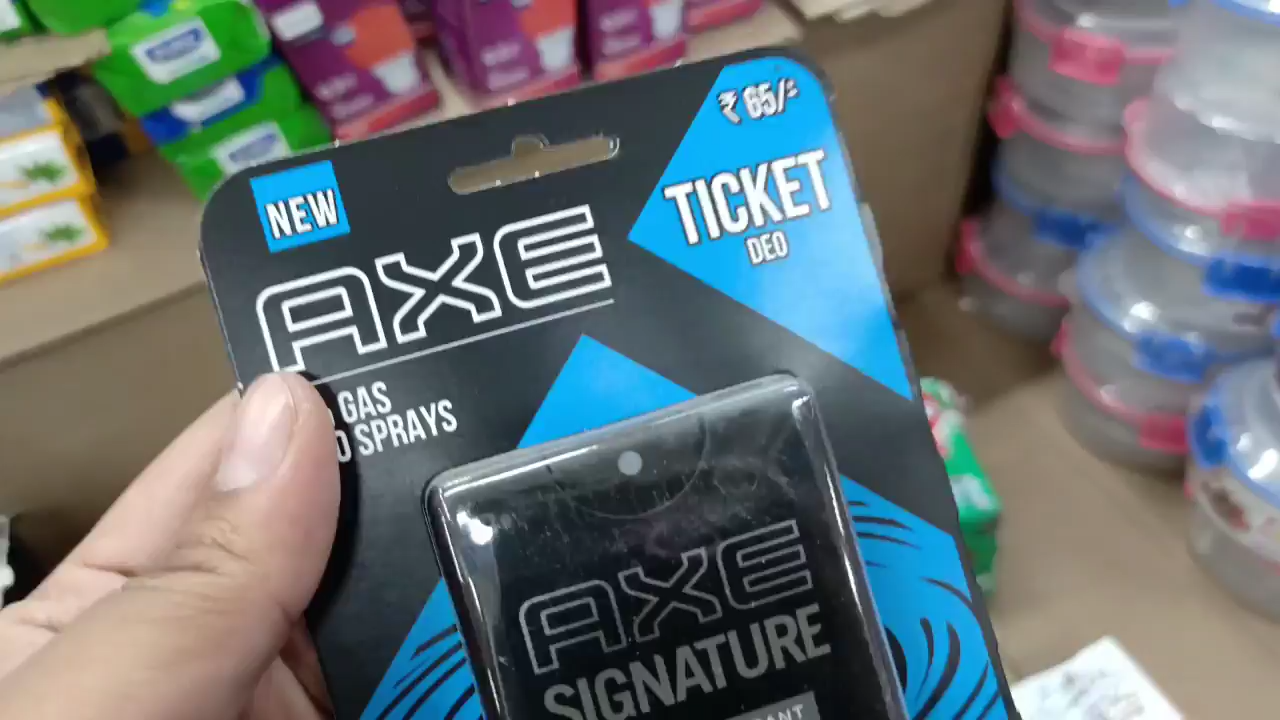 NEW
AXE
₹ 65/-
TICKET
DEO
GAS
SPRAYS
AXE
SIGNATURE